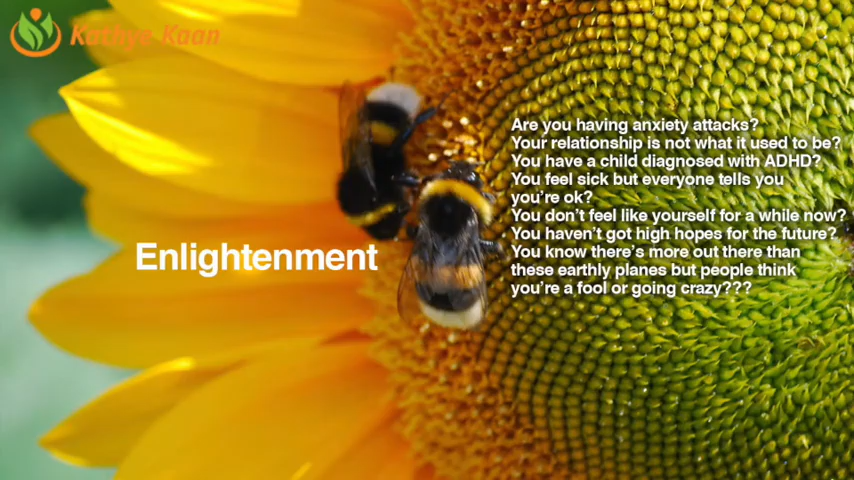 Kathye Kaan
Enlightenment
Are you having anxiety attacks?
Your relationship is not what it used to be?
You have a child diagnosed with ADHD?
You feel sick but everyone tells you
you're ok?
You don't feel like yourself for a while now?
You haven't got high hopes for the future?
You know there's more out there than
these earthly planes but people think
you're a fool or going crazy???